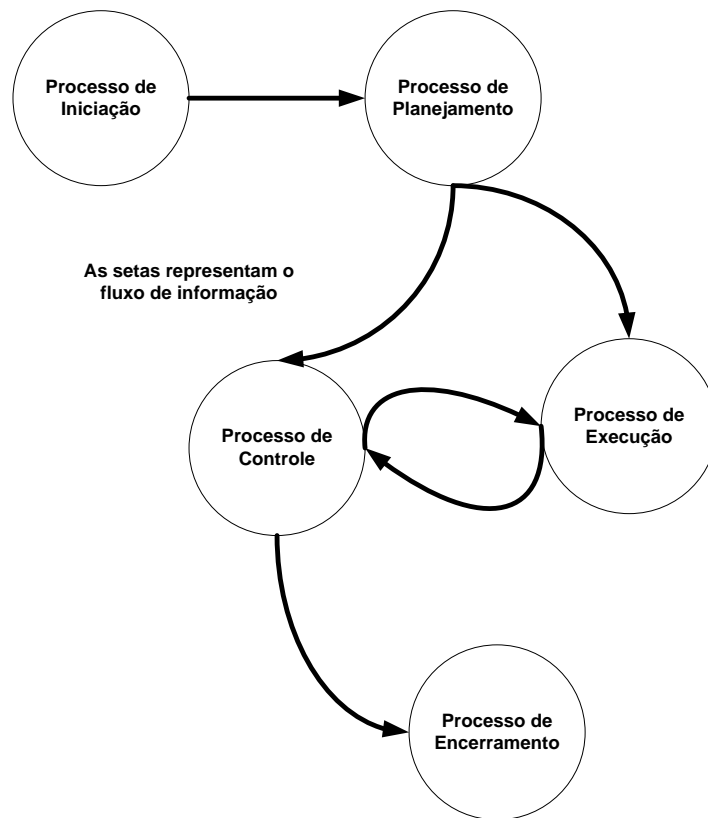 Processo de
Iniciação
Processo de
Planejamento
As setas representam o
fluxo de informação
Processo de
Controle
Processo de
Execução
Processo de
Encerramento